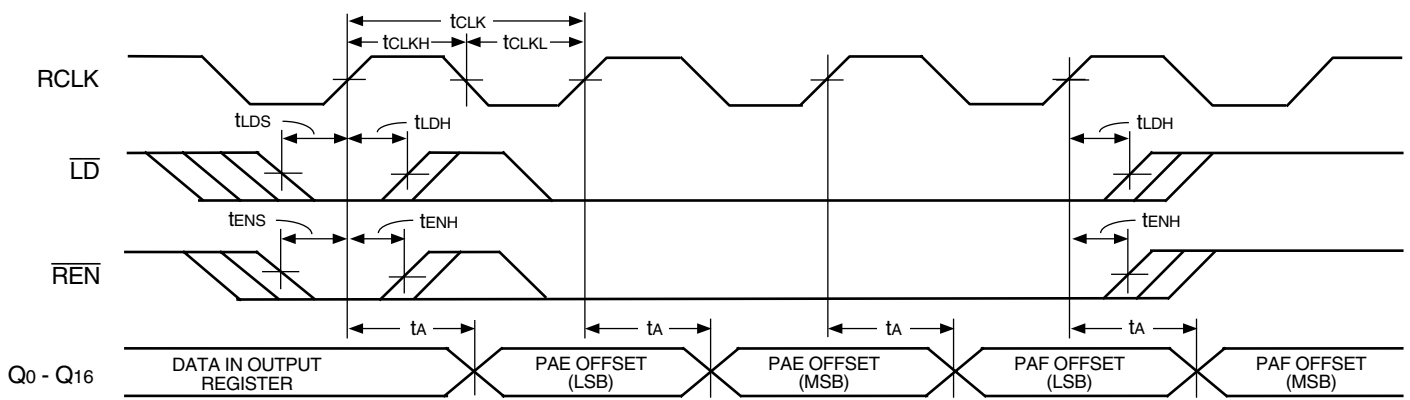 tCLK
tCLKH
tCLKL
RCLK
tLDS
tLDH
tLDH
LD
tENS
tENH
tENH
REN
tA
tA
tA
tA
Q0 - Q16
DATA IN OUTPUT
REGISTER
PAE OFFSET
(LSB)
PAE OFFSET
(MSB)
PAF OFFSET
(LSB)
PAF OFFSET
(MSB)